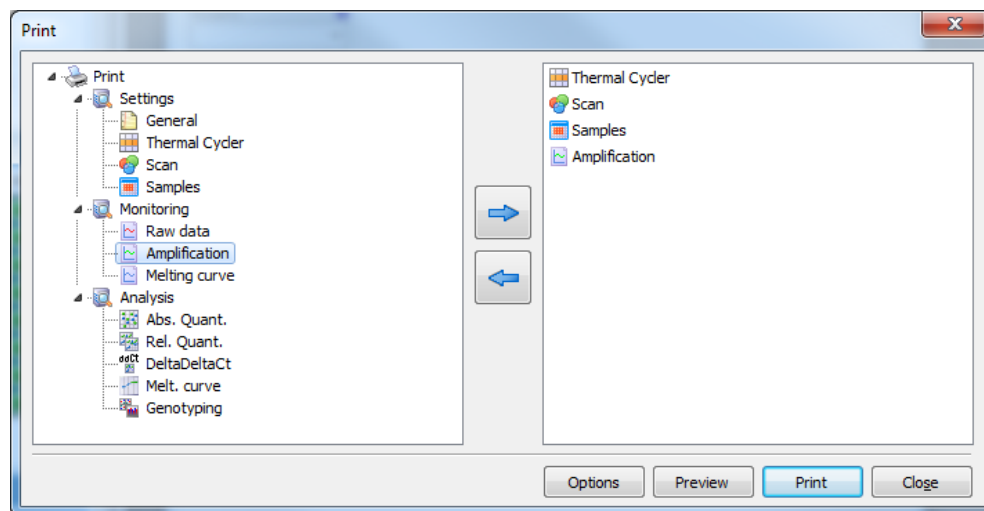 Print
Print
Settings
General
Thermal Cycler
Scan
Samples
Monitoring
Raw data
Amplification
Melting curve
Analysis
Abs. Quant.
Rel. Quant.
ddCt DeltaDeltaCt
Melt. curve
Genotyping
Thermal Cycler
Scan
Samples
Amplification
Options Preview Print Close